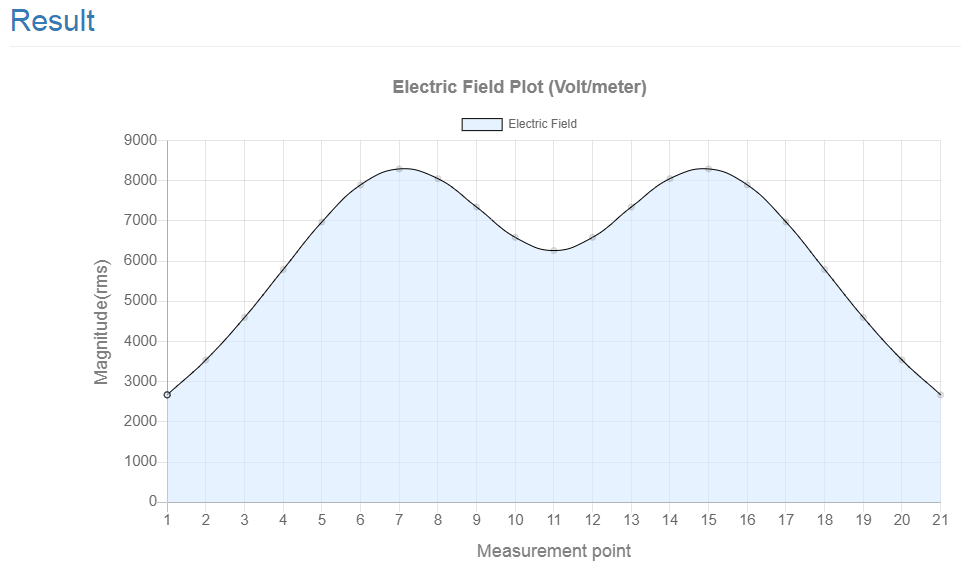 Result
Electric Field Plot (Volt/meter)
Electric Field
9000
8000
7000
6000
5000
4000
3000
2000
1000
0
Magnitude(rms)
1 2 3 4 5 6 7 8 9 10 11 12 13 14 15 16 17 18 19 20 21
Measurement point